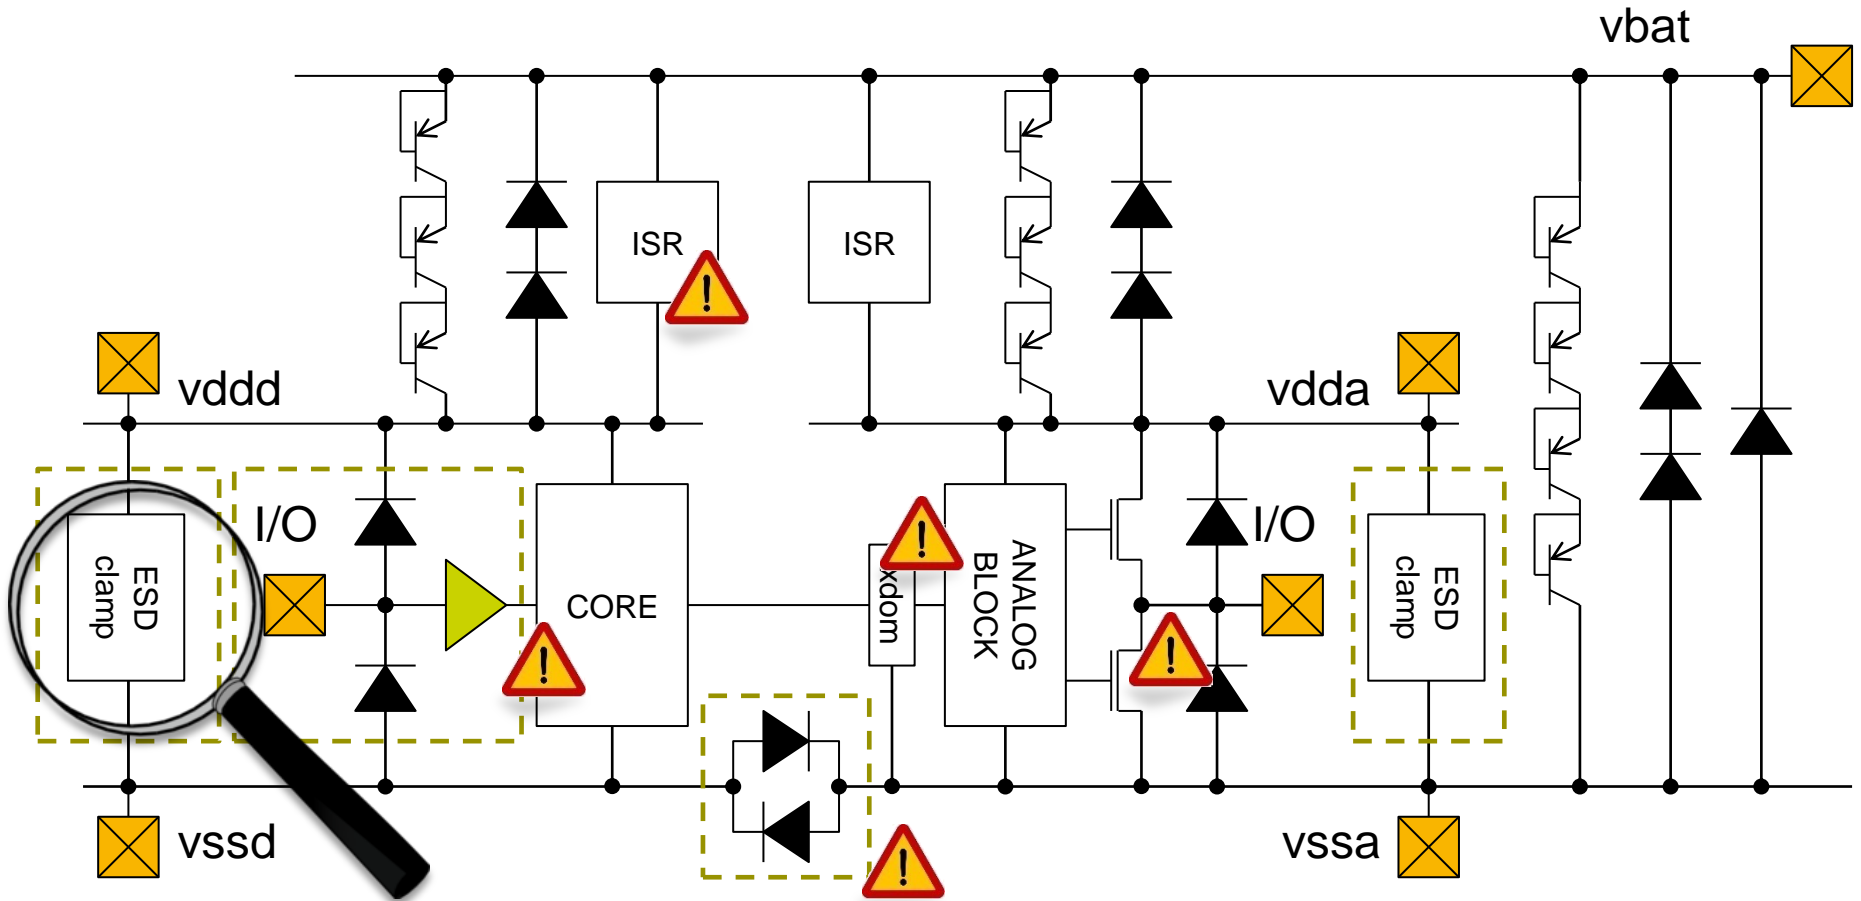 vbat
ISR
ISR
vddd
vdda
I/O
I/O
ESD
clamp
CORE
xdom
ANALOG
BLOCK
ESD
clamp
vssd
vssa